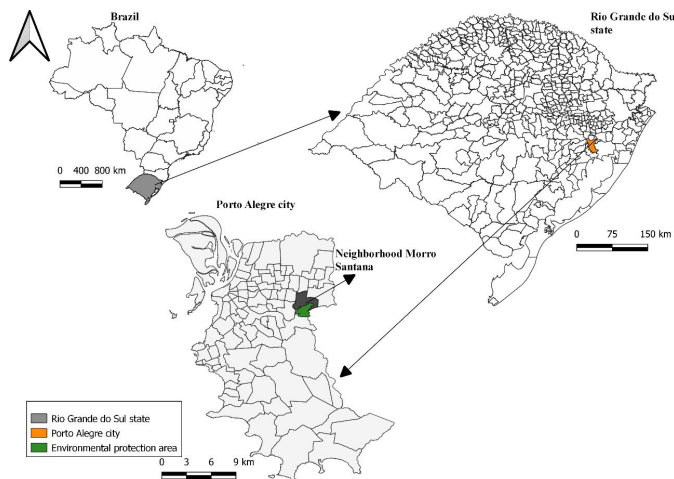 Brazil
Rio Grande do Su
state
0 400 800 km
0 75 150 km
Porto Alegre city
Neighborhood Morro
Santana
Rio Grande do Sul state
Porto Alegre city
Environmental protection area
0 3 6 9 km